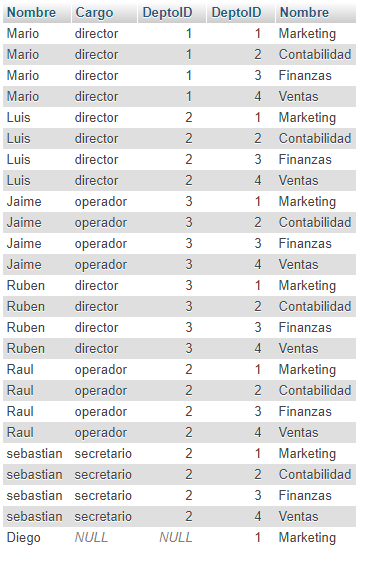 Nombre Cargo DeptoID DeptoID Nombre
Mario director 1 1 Marketing
Mario director 1 2 Contabilidad
Mario director 1 3 Finanzas
Mario director 1 4 Ventas
Luis director 2 1 Marketing
Luis director 2 2 Contabilidad
Luis director 2 3 Finanzas
Luis director 2 4 Ventas
Jaime operador 3 1 Marketing
Jaime operador 3 2 Contabilidad
Jaime operador 3 3 Finanzas
Jaime operador 3 4 Ventas
Ruben director 3 1 Marketing
Ruben director 3 2 Contabilidad
Ruben director 3 3 Finanzas
Ruben director 3 4 Ventas
Raul operador 2 1 Marketing
Raul operador 2 2 Contabilidad
Raul operador 2 3 Finanzas
Raul operador 2 4 Ventas
sebastian secretario 2 1 Marketing
sebastian secretario 2 2 Contabilidad
sebastian secretario 2 3 Finanzas
sebastian secretario 2 4 Ventas
Diego NULL NULL 1 Marketing